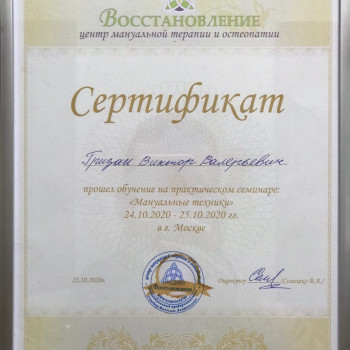 Восстановление
центр мануальной терапии и остеопатии
Сертификат
Виктор Валерьевич
прошел обучение на практическом семинаре:
«Мануальные техники»
24.10.2020 - 25.10.2020 гг.
в г. Москве
25.10.2020г.
Директор
Восстановление